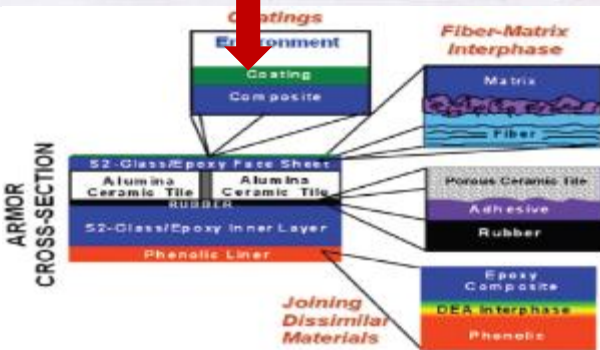 Coatings
Environment
Coating
Composite
Fiber-Matrix
Interphase
Matrix
Fiber
ARMOR
CROSS-SECTION
S2-Glass/Epoxy Face Sheet
Alumina
Ceramic Tile
Alumina
Ceramic Tile
RUBBER
S2-Glass/Epoxy Inner Layer
Phenolic Liner
Porous Ceramic Tile
Adhesive
Rubber
Joining
Dissimilar
Materials
Epoxy
Composite
DEA Interphase
Phenolic